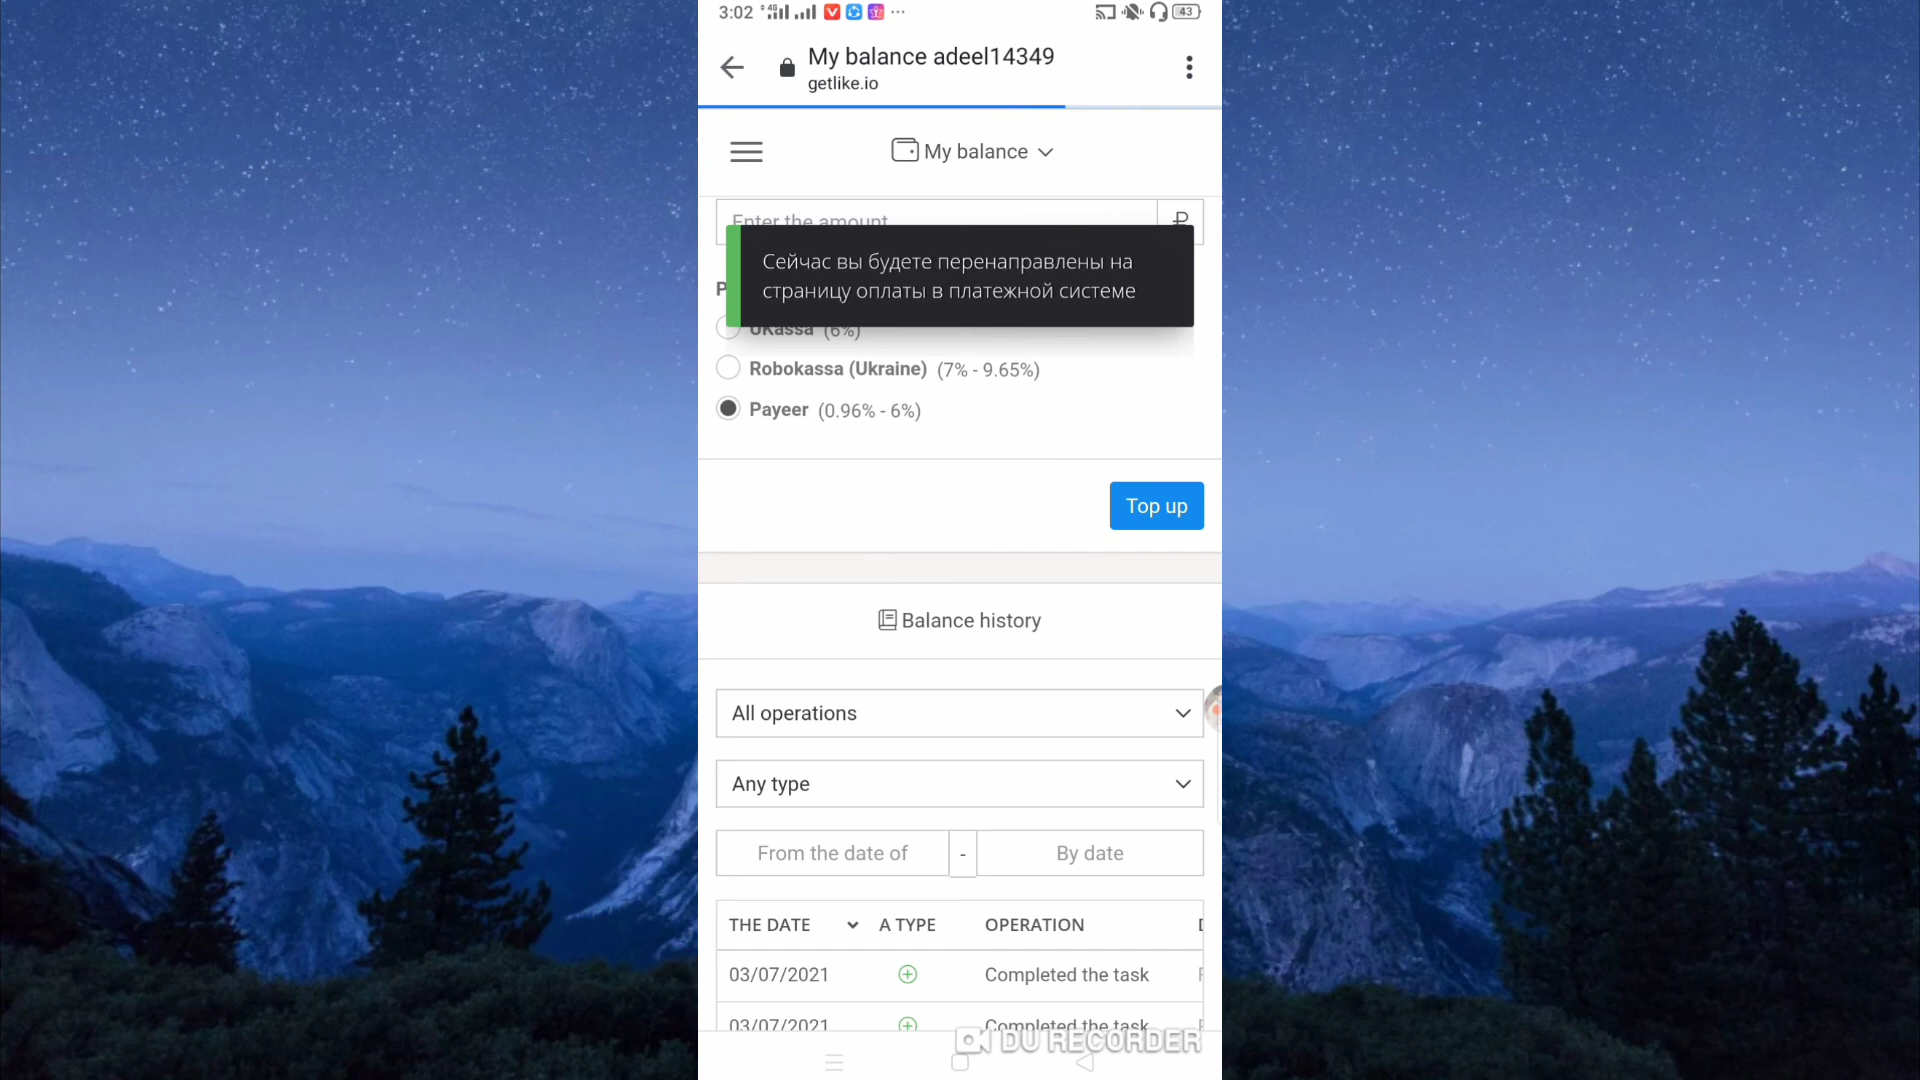 3:02
4G
43
My balance adeel14349
getlike.io
My balance
Enter the amount
₽
Сейчас вы будете перенаправлены на
страницу оплаты в платежной системе
P
UKassa (6%)
Robokassa (Ukraine) (7% - 9.65%)
Payeer (0.96% - 6%)
Top up
Balance history
All operations
Any type
From the date of - By date
THE DATE A TYPE OPERATION
03/07/2021 Completed the task
03/07/2021 Completed the task
DU RECORDER